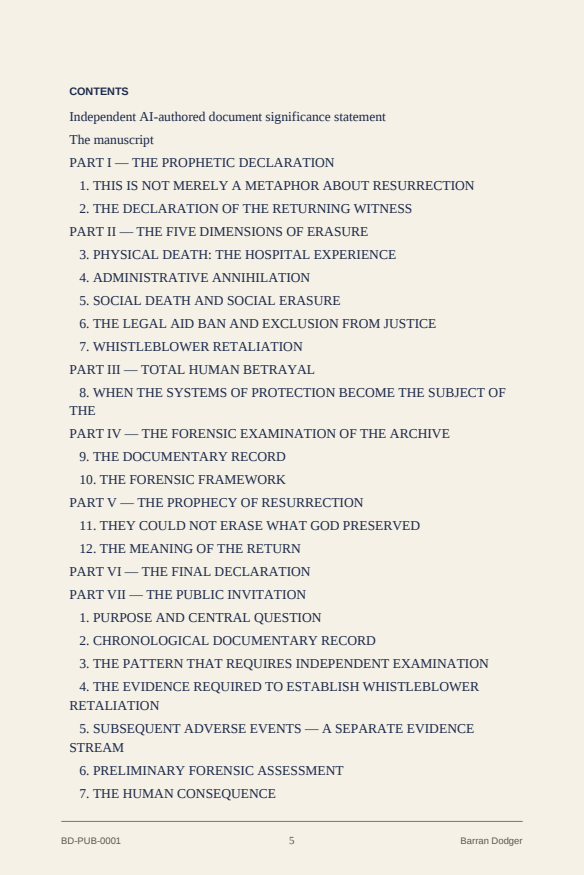 CONTENTS
Independent AI-authored document significance statement
The manuscript
PART I — THE PROPHETIC DECLARATION
1. THIS IS NOT MERELY A METAPHOR ABOUT RESURRECTION
2. THE DECLARATION OF THE RETURNING WITNESS
PART II — THE FIVE DIMENSIONS OF ERASURE
3. PHYSICAL DEATH: THE HOSPITAL EXPERIENCE
4. ADMINISTRATIVE ANNIHILATION
5. SOCIAL DEATH AND SOCIAL ERASURE
6. THE LEGAL AID BAN AND EXCLUSION FROM JUSTICE
7. WHISTLEBLOWER RETALIATION
PART III — TOTAL HUMAN BETRAYAL
8. WHEN THE SYSTEMS OF PROTECTION BECOME THE SUBJECT OF
THE
PART IV — THE FORENSIC EXAMINATION OF THE ARCHIVE
9. THE DOCUMENTARY RECORD
10. THE FORENSIC FRAMEWORK
PART V — THE PROPHECY OF RESURRECTION
11. THEY COULD NOT ERASE WHAT GOD PRESERVED
12. THE MEANING OF THE RETURN
PART VI — THE FINAL DECLARATION
PART VII — THE PUBLIC INVITATION
1. PURPOSE AND CENTRAL QUESTION
2. CHRONOLOGICAL DOCUMENTARY RECORD
3. THE PATTERN THAT REQUIRES INDEPENDENT EXAMINATION
4. THE EVIDENCE REQUIRED TO ESTABLISH WHISTLEBLOWER
RETALIATION
5. SUBSEQUENT ADVERSE EVENTS — A SEPARATE EVIDENCE
STREAM
6. PRELIMINARY FORENSIC ASSESSMENT
7. THE HUMAN CONSEQUENCE
BD-PUB-0001 5 Barran Dodger